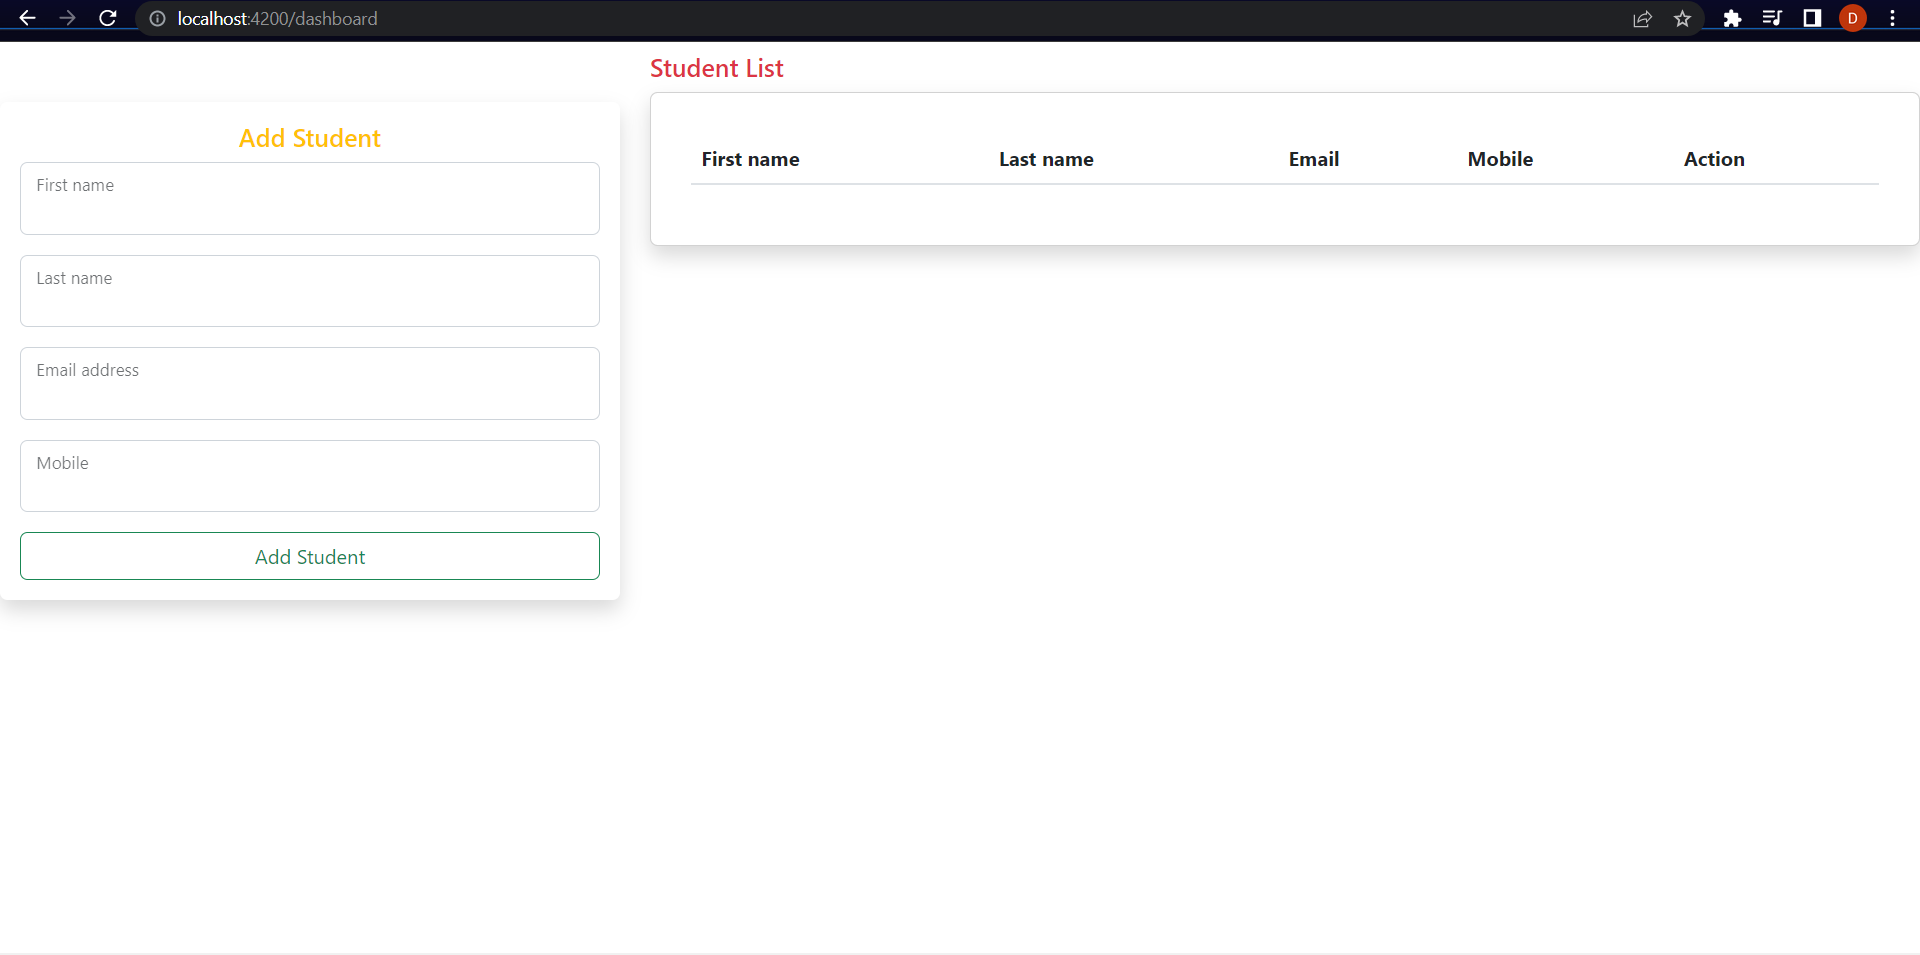 localhost:4200/dashboard
D
Student List
Add Student
First name
Last name
Email address
Mobile
Add Student
First name Last name Email Mobile Action